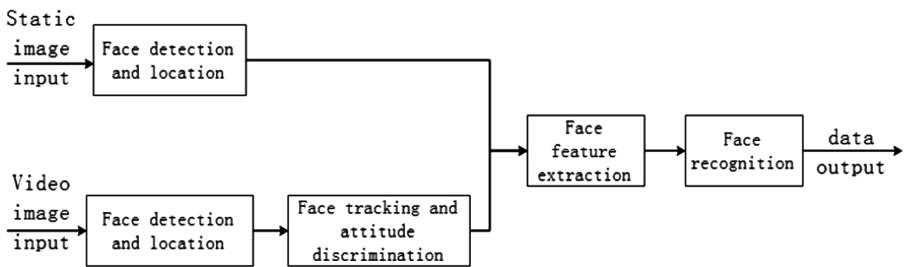 Static
image
input
Face detection
and location
Video
image
input
Face detection
and location
Face tracking and
attitude
discrimination
Face
feature
extraction
Face
recognition
data
output